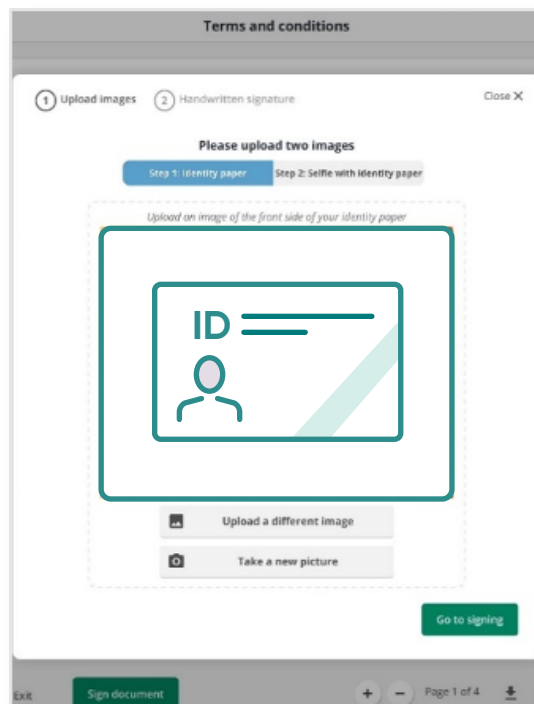 Terms and conditions
1 Upload images 2 Handwritten signature Close X
Please upload two images
Step 1: Identity paper Step 2: Selfie with identity paper
Upload an image of the front side of your identity paper
ID
Upload a different image
Take a new picture
Go to signing
Exit Sign document + − Page 1 of 4